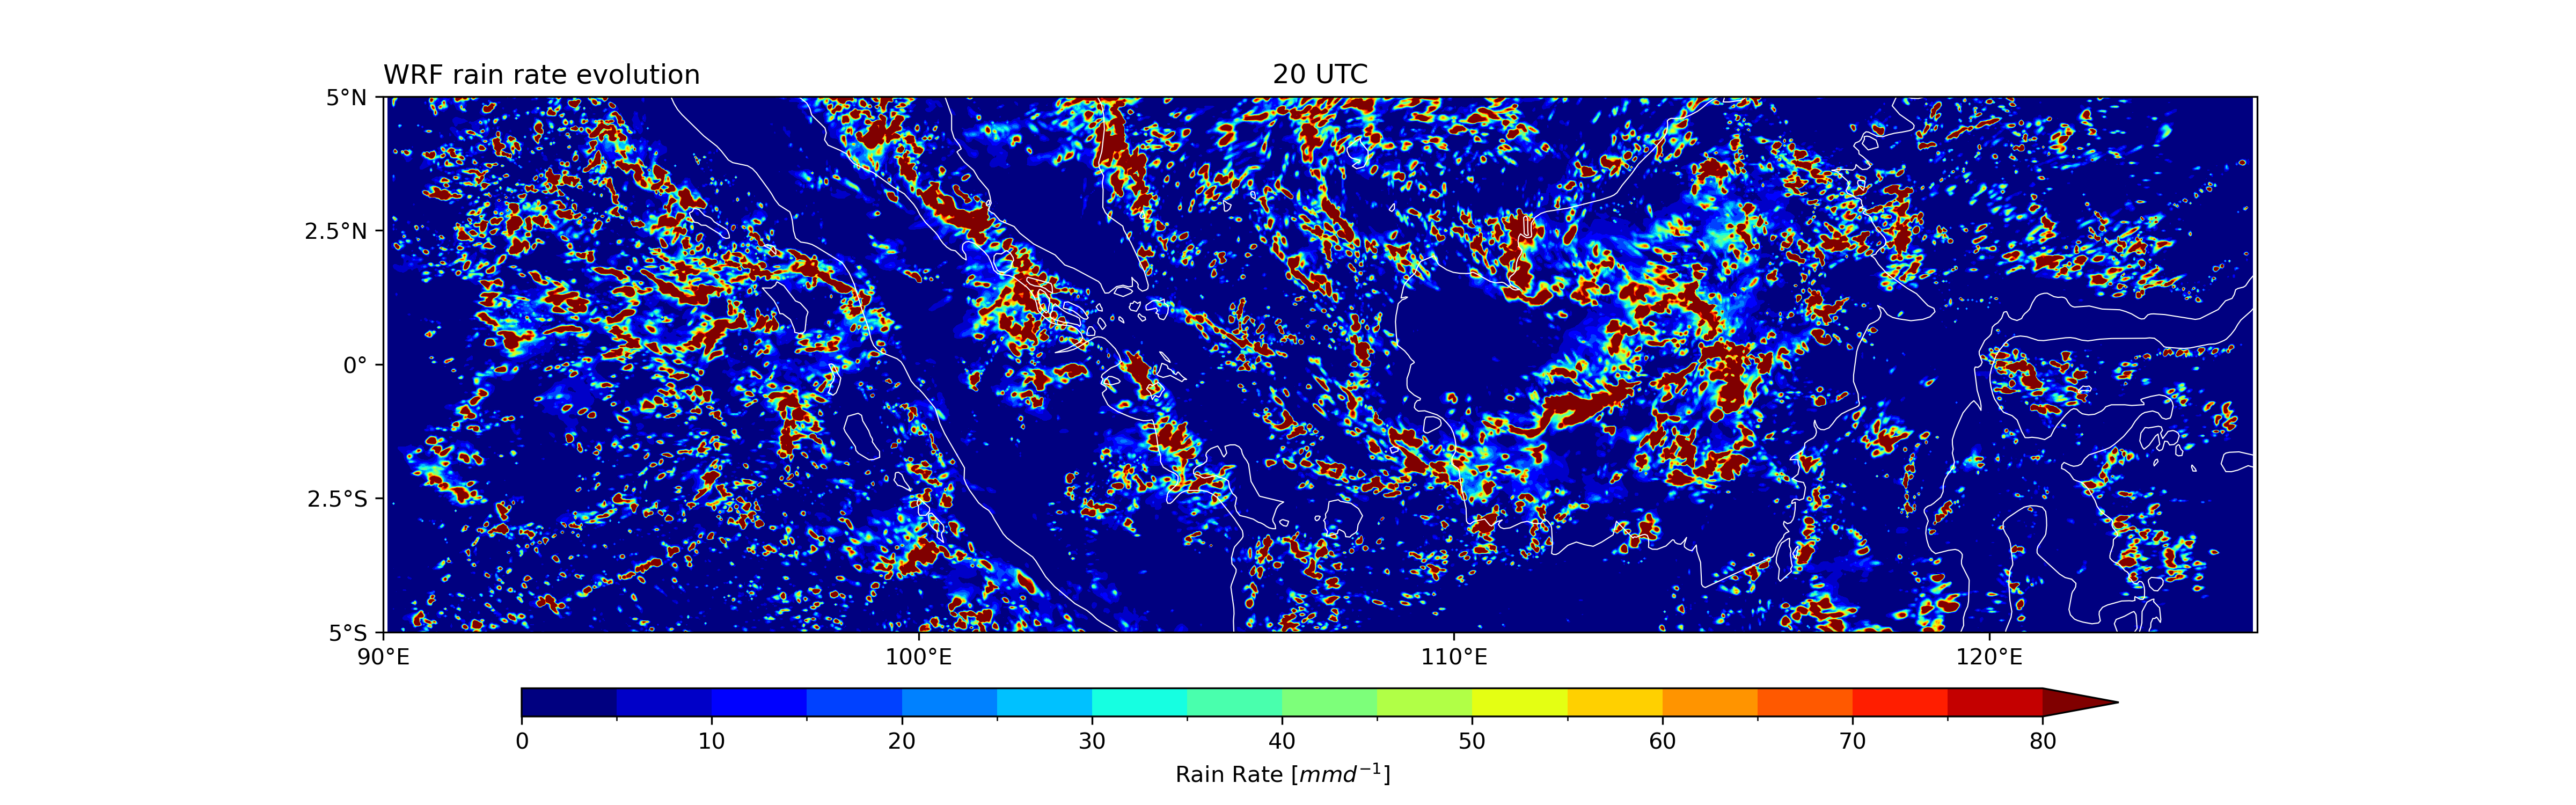 WRF rain rate evolution
20 UTC
5°N
2.5°N
0°
2.5°S
5°S
90°E 100°E 110°E 120°E
0 10 20 30 40 50 60 70 80
Rain Rate [mmd⁻¹]